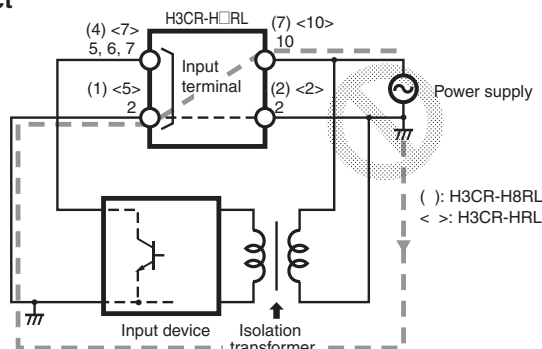 ct
H3CR-H□RL
(4) <7>
5, 6, 7
(7) <10>
10
Input
terminal
(1) <5>
2
(2) <2>
2
Power supply
( ): H3CR-H8RL
< >: H3CR-HRL
Input device
Isolation
transformer